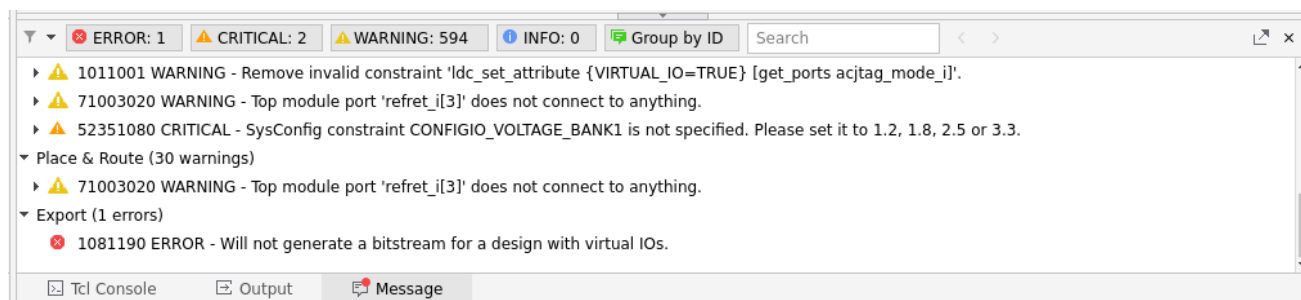 ERROR: 1 CRITICAL: 2 WARNING: 594 INFO: 0 Group by ID Search
1011001 WARNING - Remove invalid constraint 'ldc_set_attribute {VIRTUAL_IO=TRUE} [get_ports acjtag_mode_i]'.
71003020 WARNING - Top module port 'refret_i[3]' does not connect to anything.
52351080 CRITICAL - SysConfig constraint CONFIGIO_VOLTAGE_BANK1 is not specified. Please set it to 1.2, 1.8, 2.5 or 3.3.
Place & Route (30 warnings)
71003020 WARNING - Top module port 'refret_i[3]' does not connect to anything.
Export (1 errors)
1081190 ERROR - Will not generate a bitstream for a design with virtual IOs.
Tcl Console Output Message